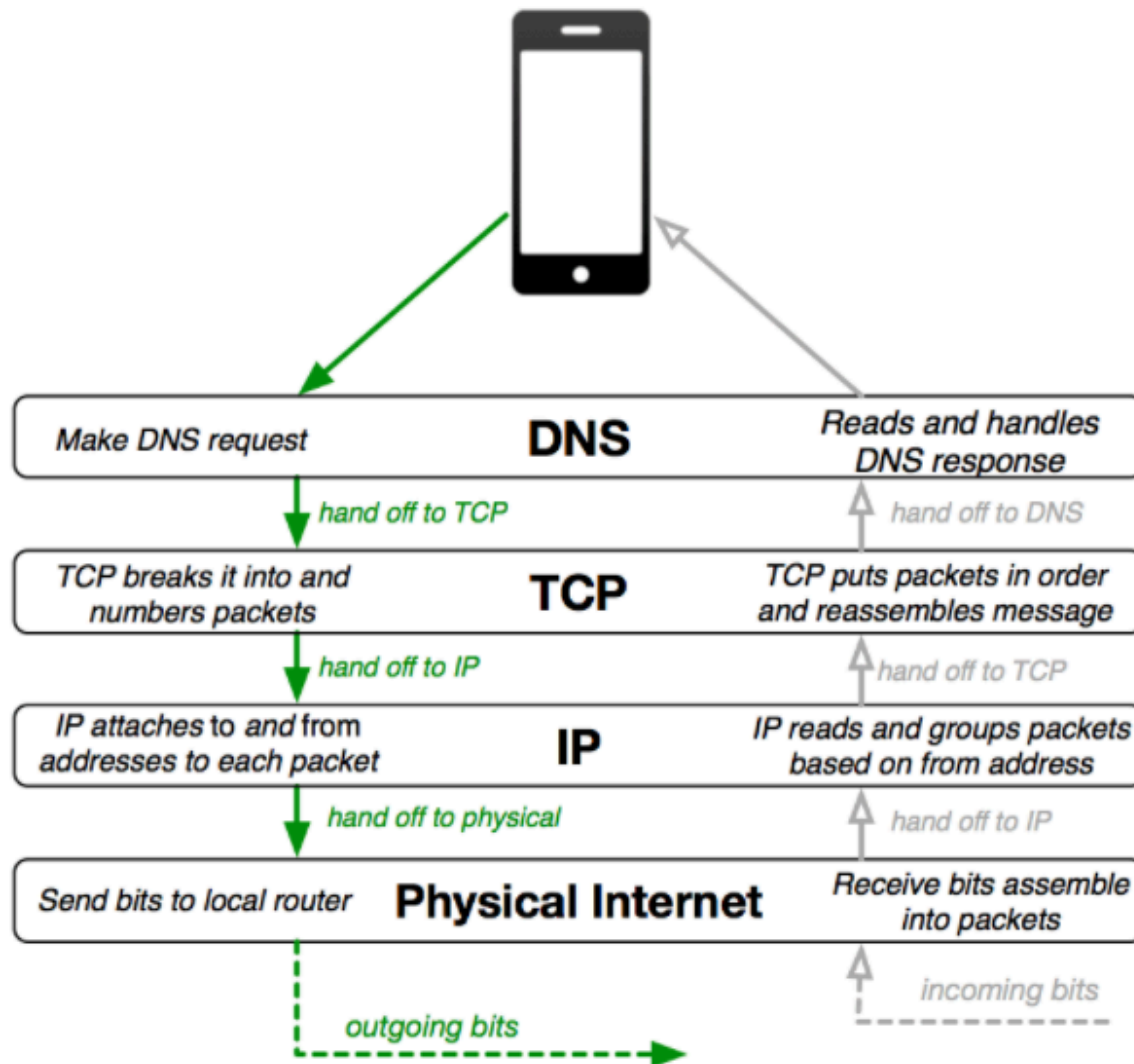 Make DNS request
DNS
Reads and handles
DNS response
hand off to TCP
hand off to DNS
TCP breaks it into and
numbers packets
TCP
TCP puts packets in order
and reassembles message
hand off to IP
hand off to TCP
IP attaches to and from
addresses to each packet
IP
IP reads and groups packets
based on from address
hand off to physical
hand off to IP
Send bits to local router
Physical Internet
Receive bits assemble
into packets
outgoing bits
incoming bits